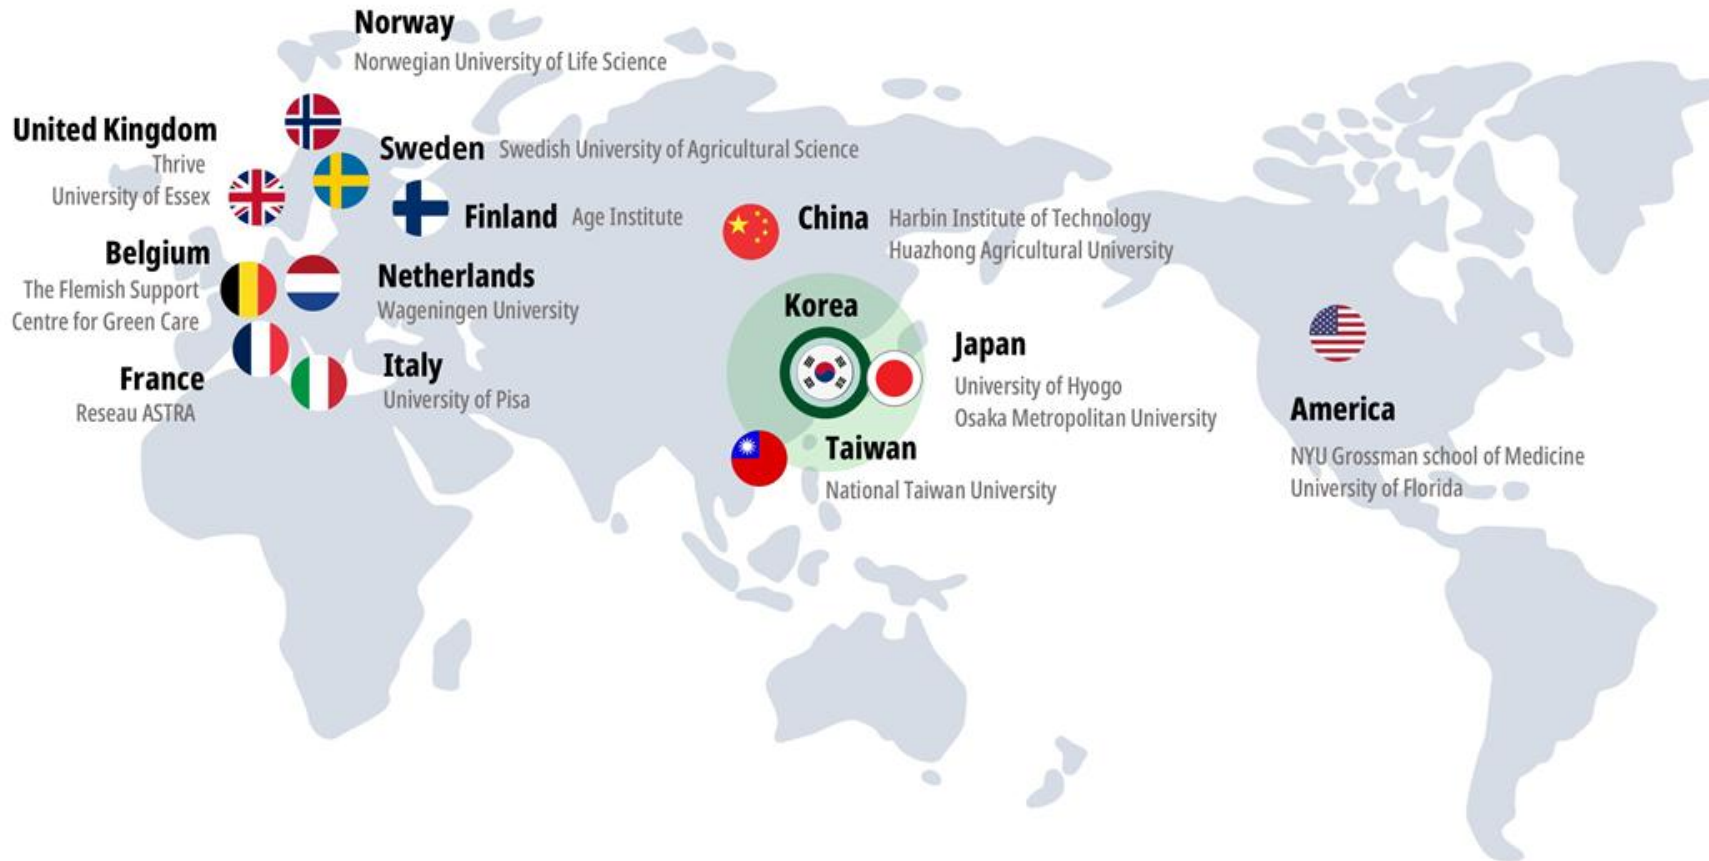 Norway
Norwegian University of Life Science
United Kingdom
Thrive
University of Essex
Sweden Swedish University of Agricultural Science
Finland Age Institute
China Harbin Institute of Technology
Huazhong Agricultural University
Belgium
The Flemish Support
Centre for Green Care
Netherlands
Wageningen University
Korea
Japan
University of Hyogo
Osaka Metropolitan University
France
Reseau ASTRA
Italy
University of Pisa
America
NYU Grossman school of Medicine
University of Florida
Taiwan
National Taiwan University